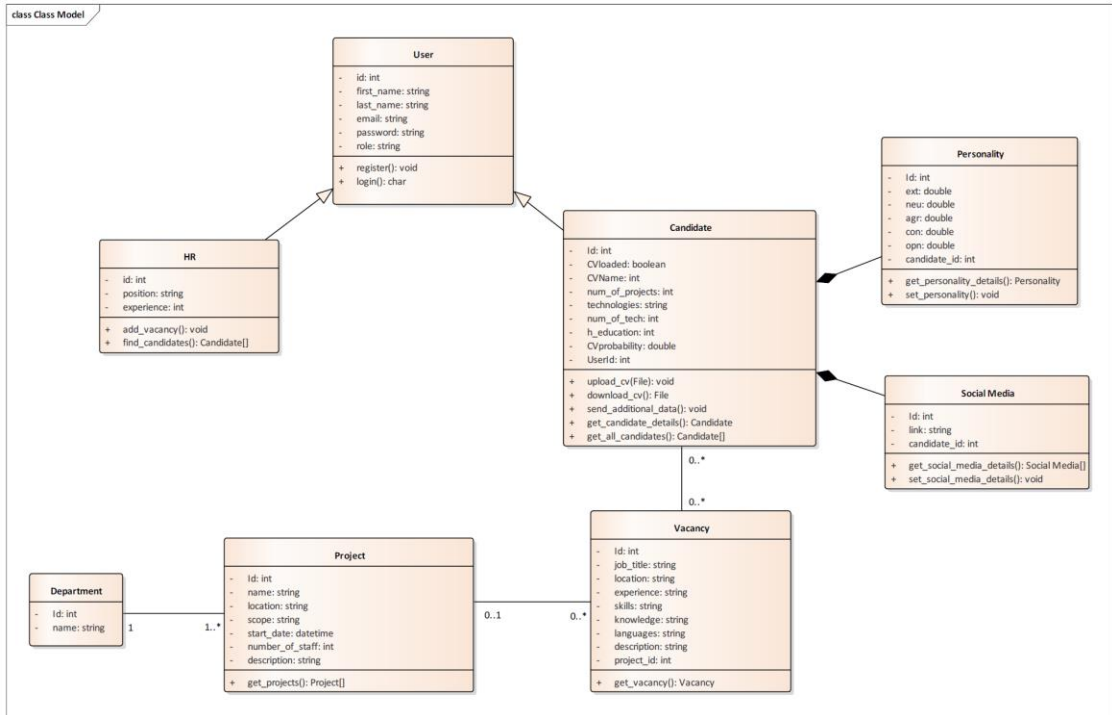 class Class Model
User
- id: int
- first_name: string
- last_name: string
- email: string
- password: string
- role: string
+ register(): void
+ login(): char
Personality
- Id: int
- ext: double
- neu: double
- agr: double
- con: double
- opn: double
- candidate_id: int
+ get_personality_details(): Personality
+ set_personality(): void
HR
- id: int
- position: string
- experience: int
+ add_vacancy(): void
+ find_candidates(): Candidate[]
Candidate
- Id: int
- CVloaded: boolean
- CVName: int
- num_of_projects: int
- technologies: string
- num_of_tech: int
- h_education: int
- CVprobability: double
- UserId: int
+ upload_cv(File): void
+ download_cv(): File
+ send_additional_data(): void
+ get_candidate_details(): Candidate
+ get_all_candidates(): Candidate[]
Social Media
- Id: int
- link: string
- candidate_id: int
+ get_social_media_details(): Social Media[]
+ set_social_media_details(): void
0..*
0..*
Vacancy
- Id: int
- job_title: string
- location: string
- experience: string
- skills: string
- knowledge: string
- languages: string
- description: string
- project_id: int
+ get_vacancy(): Vacancy
Project
- Id: int
- name: string
- location: string
- scope: string
- start_date: datetime
- number_of_staff: int
- description: string
+ get_projects(): Project[]
Department
- Id: int
- name: string
1
1..*
0..1
0..*